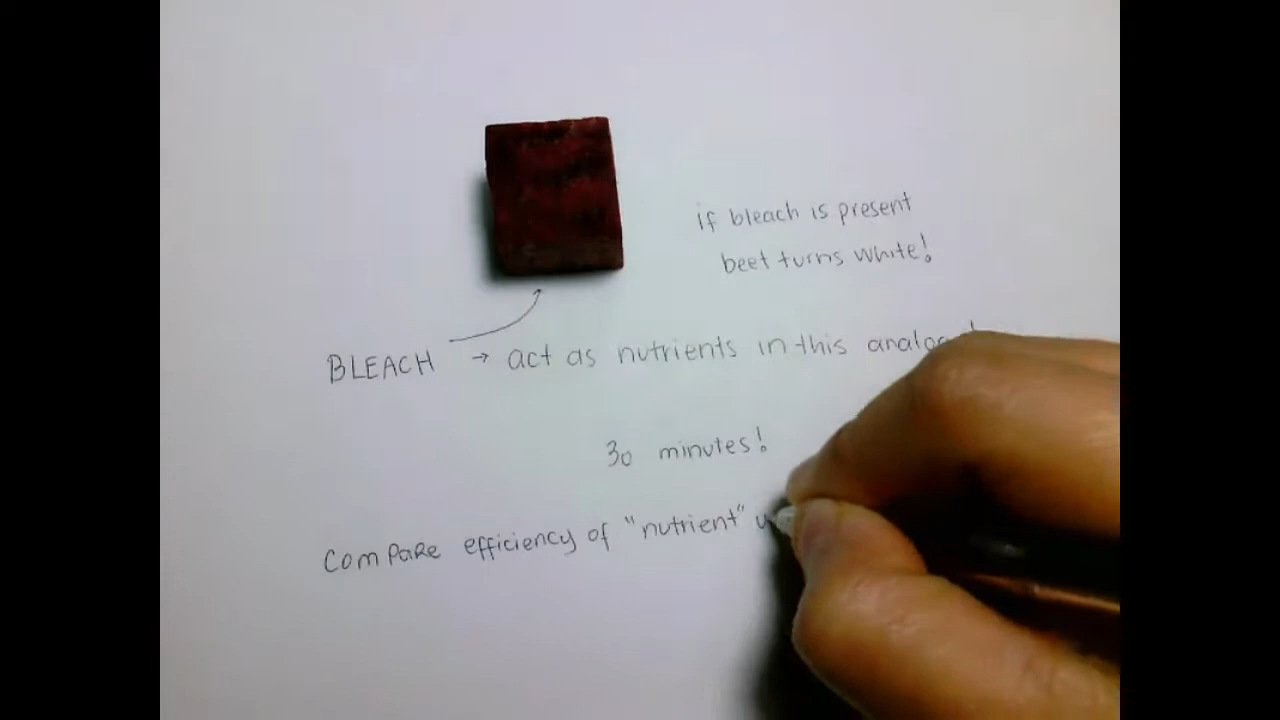 if bleach is present
beet turns white!
BLEACH → act as nutrients in this
30 minutes!
compare efficiency of "nutrient"